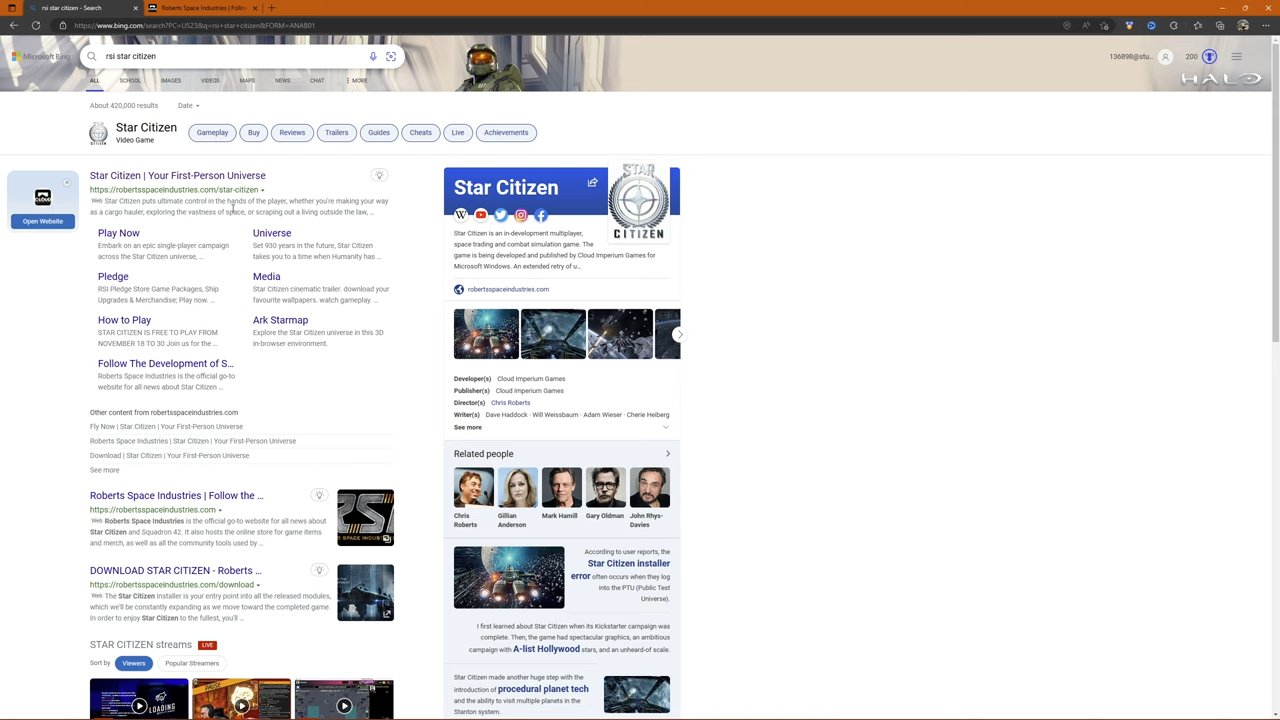 rsi star citizen - Search
Roberts Space Industries | Follow
https://www.bing.com/search?PC=U523&q=rsi+star+citizen&FORM=ANAB01
Microsoft Bing
rsi star citizen
136898@stu...
200
HALO
ALL
SCHOOL
IMAGES
VIDEOS
MAPS
NEWS
CHAT
MORE
About 420,000 results
Date
Star Citizen
Video Game
Gameplay
Buy
Reviews
Trailers
Guides
Cheats
Live
Achievements
CLOUD
Open Website
Star Citizen | Your First-Person Universe
https://robertsspaceindustries.com/star-citizen
Web Star Citizen puts ultimate control in the hands of the player, whether you're making your way
as a cargo hauler, exploring the vastness of space, or scraping out a living outside the law, ...
Play Now
Embark on an epic single-player campaign
across the Star Citizen universe, ...
Universe
Set 930 years in the future, Star Citizen
takes you to a time when Humanity has ...
Pledge
RSI Pledge Store Game Packages, Ship
Upgrades & Merchandise; Play now. ...
Media
Star Citizen cinematic trailer. download your
favourite wallpapers. watch gameplay. ...
How to Play
STAR CITIZEN IS FREE TO PLAY FROM
NOVEMBER 18 TO 30 Join us for the ...
Ark Starmap
Explore the Star Citizen universe in this 3D
in-browser environment.
Follow The Development of S...
Roberts Space Industries is the official go-to
website for all news about Star Citizen ...
Other content from robertsspaceindustries.com
Fly Now | Star Citizen | Your First-Person Universe
Roberts Space Industries | Star Citizen | Your First-Person Universe
Download | Star Citizen | Your First-Person Universe
See more
Roberts Space Industries | Follow the ...
https://robertsspaceindustries.com
Web Roberts Space Industries is the official go-to website for all news about
Star Citizen and Squadron 42. It also hosts the online store for game items
and merch, as well as all the community tools used by ...
RSI
DOWNLOAD STAR CITIZEN - Roberts ...
https://robertsspaceindustries.com/download
Web The Star Citizen Installer is your entry point into all the released modules,
which we'll be constantly expanding as we move toward the completed game.
In order to enjoy Star Citizen to the fullest, you'll ...
STAR CITIZEN streams
LIVE
Sort by
Viewers
Popular Streamers
LOADING
Star Citizen
STAR
CITIZEN
Star Citizen is an in-development multiplayer,
space trading and combat simulation game. The
game is being developed and published by Cloud Imperium Games for
Microsoft Windows. An extended retry of u...
robertsspaceindustries.com
Developer(s) Cloud Imperium Games
Publisher(s) Cloud Imperium Games
Director(s) Chris Roberts
Writer(s) Dave Haddock · Will Weissbaum · Adam Wieser · Cherie Heiberg
See more
Related people
Chris
Roberts
Gillian
Anderson
Mark Hamill
Gary Oldman
John Rhys-
Davies
According to user reports, the
Star Citizen installer
error often occurs when they log
into the PTU (Public Test
Universe).
I first learned about Star Citizen when its Kickstarter campaign was
complete. Then, the game had spectacular graphics, an ambitious
campaign with A-list Hollywood stars, and an unheard-of scale.
Star Citizen made another huge step with the
introduction of procedural planet tech
and the ability to visit multiple planets in the
Stanton system.